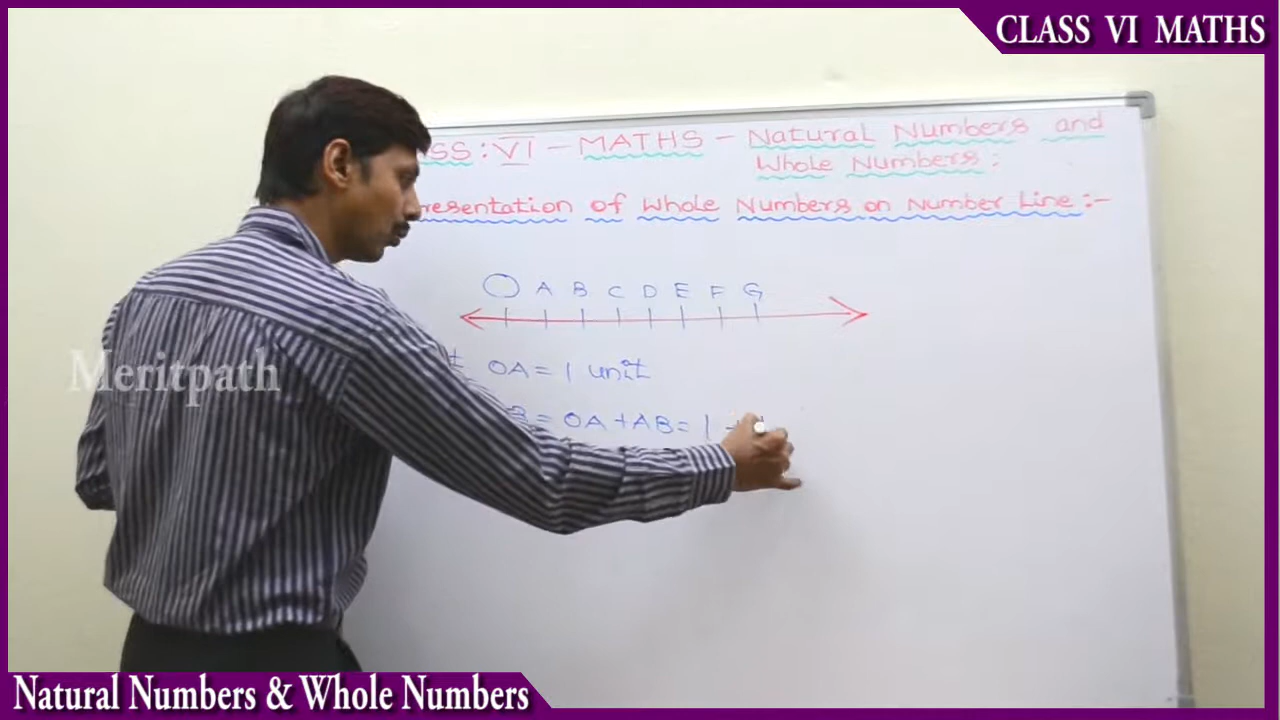 CLASS VI MATHS
SS: VI - MATHS - Natural Numbers and
Whole Numbers:
resentation of Whole Numbers on Number Line :-
O A B C D E F G
OA = 1 unit
B = OA + AB = 1 +
Meritpath
Natural Numbers & Whole Numbers